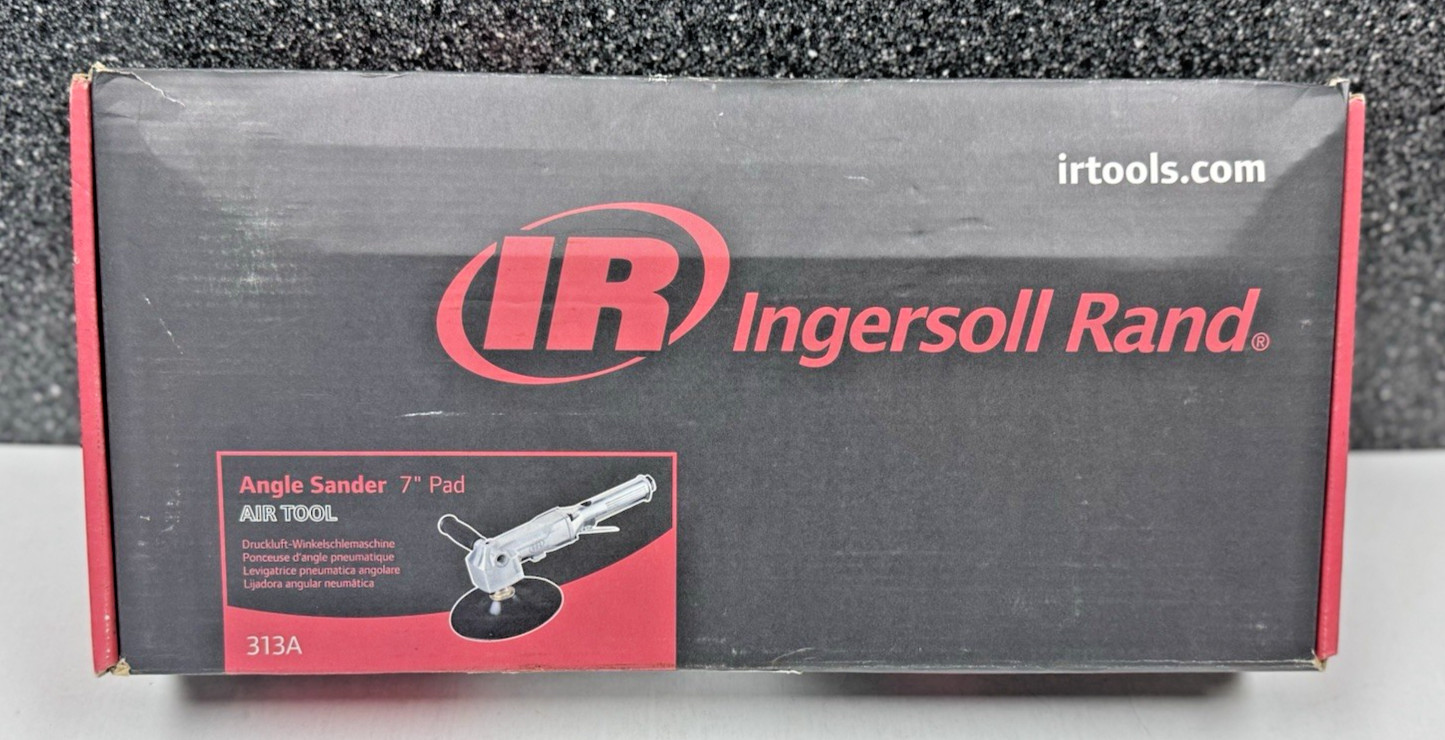 irtools.com
IR Ingersoll Rand®
Angle Sander 7" Pad
AIR TOOL
Druckluft-Winkelschlemaschine
Ponceuse d'angle pneumatique
Levigatrice pneumatica angolare
Lijadora angular neumática
313A